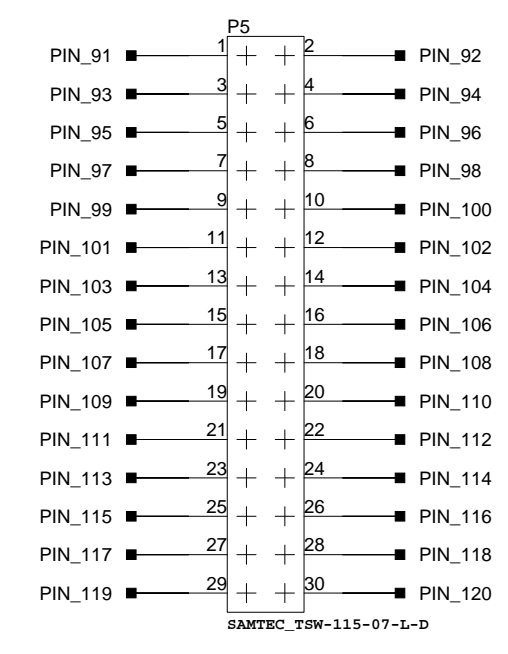 P5
PIN_91 1 2 PIN_92
PIN_93 3 4 PIN_94
PIN_95 5 6 PIN_96
PIN_97 7 8 PIN_98
PIN_99 9 10 PIN_100
PIN_101 11 12 PIN_102
PIN_103 13 14 PIN_104
PIN_105 15 16 PIN_106
PIN_107 17 18 PIN_108
PIN_109 19 20 PIN_110
PIN_111 21 22 PIN_112
PIN_113 23 24 PIN_114
PIN_115 25 26 PIN_116
PIN_117 27 28 PIN_118
PIN_119 29 30 PIN_120
SAMTEC_TSW-115-07-L-D